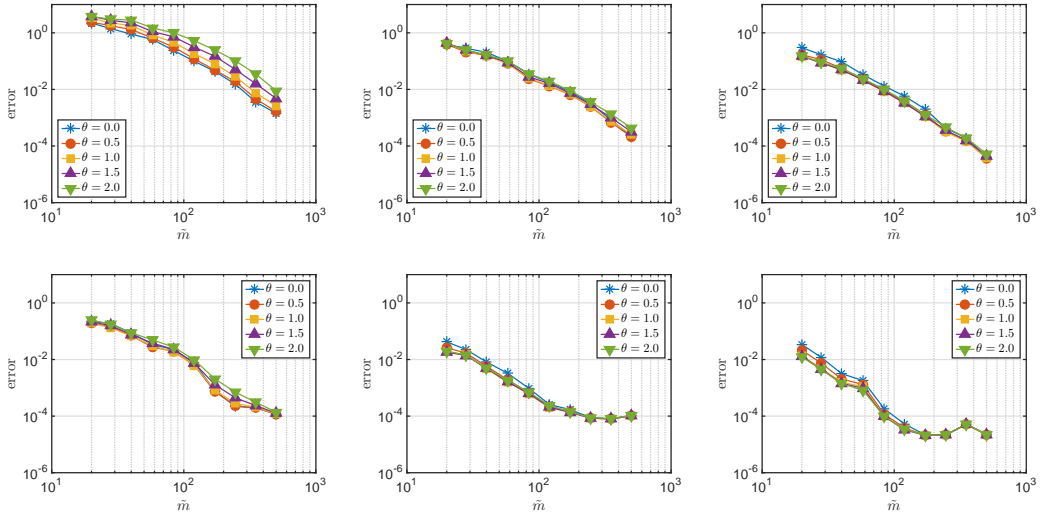 10^0
10^-2
10^-4
10^-6
error
θ = 0.0
θ = 0.5
θ = 1.0
θ = 1.5
θ = 2.0
10^1
10^2
10^3
m̃
10^0
10^-2
10^-4
10^-6
error
θ = 0.0
θ = 0.5
θ = 1.0
θ = 1.5
θ = 2.0
10^1
10^2
10^3
m̃
10^0
10^-2
10^-4
10^-6
error
θ = 0.0
θ = 0.5
θ = 1.0
θ = 1.5
θ = 2.0
10^1
10^2
10^3
m̃
10^0
10^-2
10^-4
10^-6
error
θ = 0.0
θ = 0.5
θ = 1.0
θ = 1.5
θ = 2.0
10^1
10^2
10^3
m̃
10^0
10^-2
10^-4
10^-6
error
θ = 0.0
θ = 0.5
θ = 1.0
θ = 1.5
θ = 2.0
10^1
10^2
10^3
m̃
10^0
10^-2
10^-4
10^-6
error
θ = 0.0
θ = 0.5
θ = 1.0
θ = 1.5
θ = 2.0
10^1
10^2
10^3
m̃